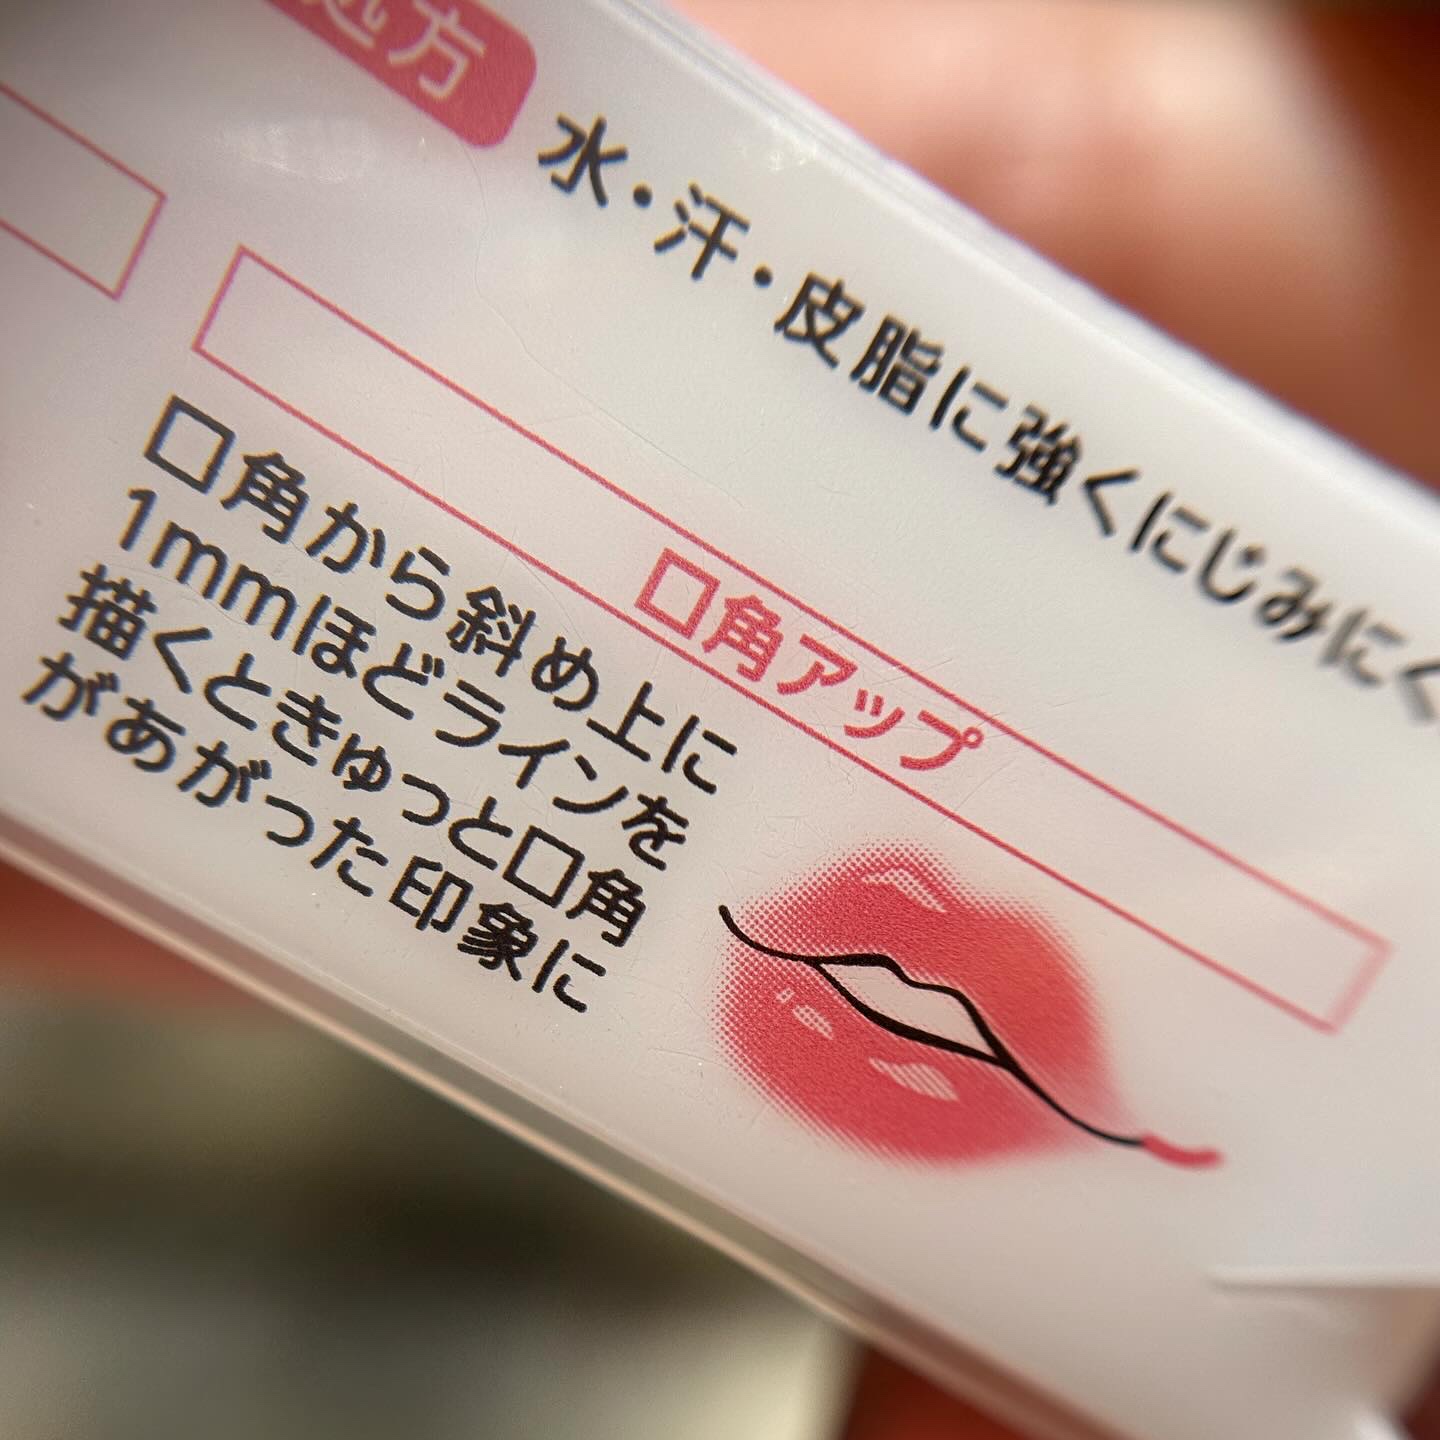 処方
水・汗・皮脂に強くにじみにく
口角アップ
口角から斜め上に
1mmほどラインを
描くときゅっと口角
があがった印象に